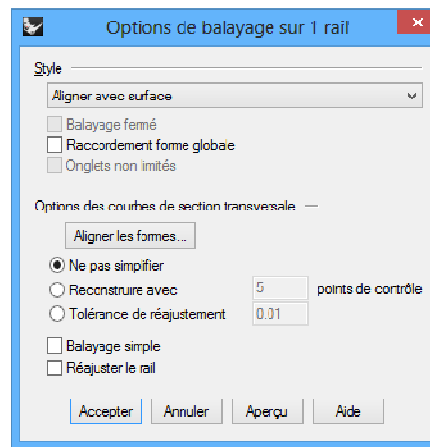 Options de balayage sur 1 rail
Style
Aligner avec surface
Balayage fermé
Raccordement forme globale
Onglets non limités
Options des courbes de section transversale
Aligner les formes...
Ne pas simplifier
Reconstruire avec 5 points de contrôle
Tolérance de réajustement 0.01
Balayage simple
Réajuster le rail
Accepter Annuler Aperçu Aide